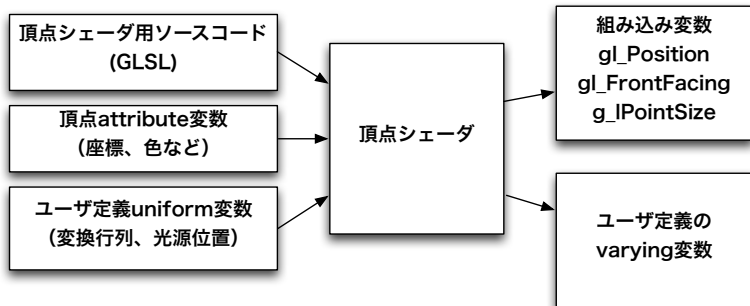 頂点シェーダ用ソースコード
(GLSL)
頂点attribute変数
（座標、色など）
ユーザ定義uniform変数
（変換行列、光源位置）
頂点シェーダ
組み込み変数
gl_Position
gl_FrontFacing
g_lPointSize
ユーザ定義の
varying変数